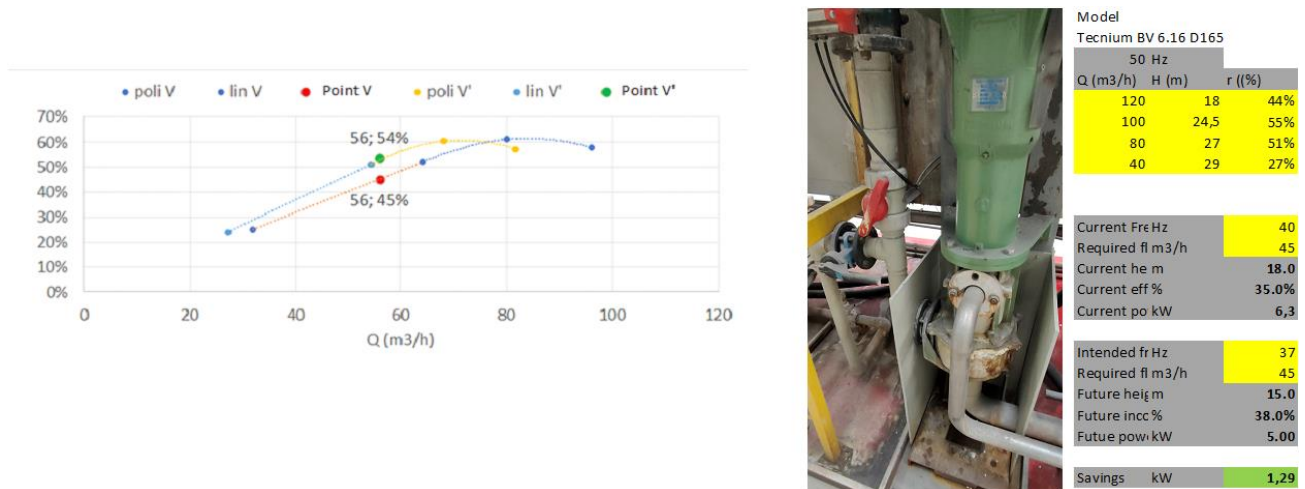 poli V lin V Point V poli V' lin V' Point V'
70%
60%
50%
40%
30%
20%
10%
0%
56; 54%
56; 45%
0 20 40 60 80 100 120
Q (m3/h)
Model
Tecnium BV 6.16 D165
50 Hz
Q (m3/h) H (m) r ((%)
120 18 44%
100 24,5 55%
80 27 51%
40 29 27%
Current Fre Hz 40
Required fl m3/h 45
Current he m 18.0
Current eff % 35.0%
Current po kW 6,3
Intended fr Hz 37
Required fl m3/h 45
Future heig m 15.0
Future incc % 38.0%
Futue pow kW 5.00
Savings kW 1,29